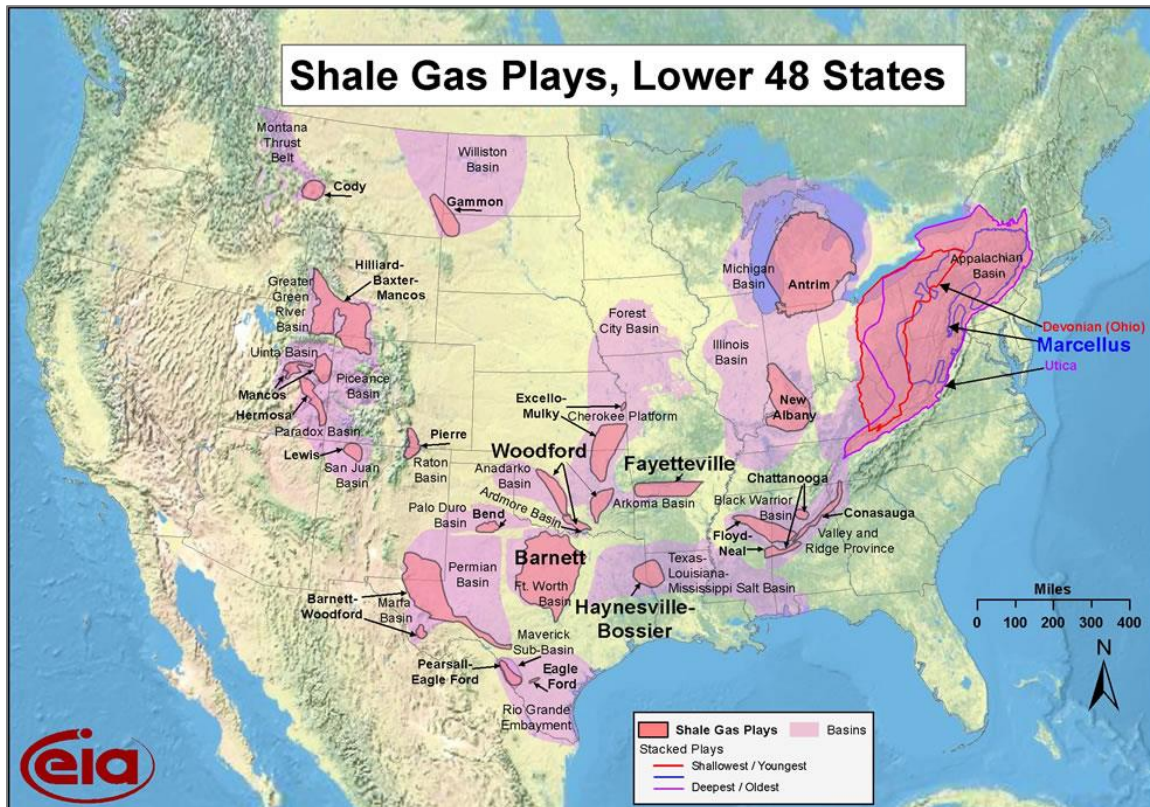 Shale Gas Plays, Lower 48 States
Montana
Thrust
Belt
Cody
Williston
Basin
Gammon
Hilliard-
Baxter-
Mancos
Greater
Green
River
Basin
Uinta Basin
Mancos
Piceance
Basin
Hermosa
Paradox Basin
Lewis
San Juan
Basin
Pierre
Raton
Basin
Forest
City Basin
Excello-
Mulky
Cherokee Platform
Michigan
Basin
Antrim
Illinois
Basin
New
Albany
Appalachian
Basin
Devonian (Ohio)
Marcellus
Utica
Woodford
Anadarko
Basin
Ardmore Basin
Fayetteville
Arkoma Basin
Palo Duro
Basin
Bend
Chattanooga
Black Warrior
Basin
Conasauga
Floyd-
Neal
Valley and
Ridge Province
Permian
Basin
Barnett
Ft. Worth
Basin
Texas-
Louisiana-
Mississippi Salt Basin
Haynesville-
Bossier
Barnett-
Woodford
Marfa
Basin
Maverick
Sub-Basin
Pearsall-
Eagle Ford
Eagle
Ford
Rio Grande
Embayment
Miles
0 100 200 300 400
N
Shale Gas Plays
Basins
Stacked Plays
Shallowest / Youngest
Deepest / Oldest
eia